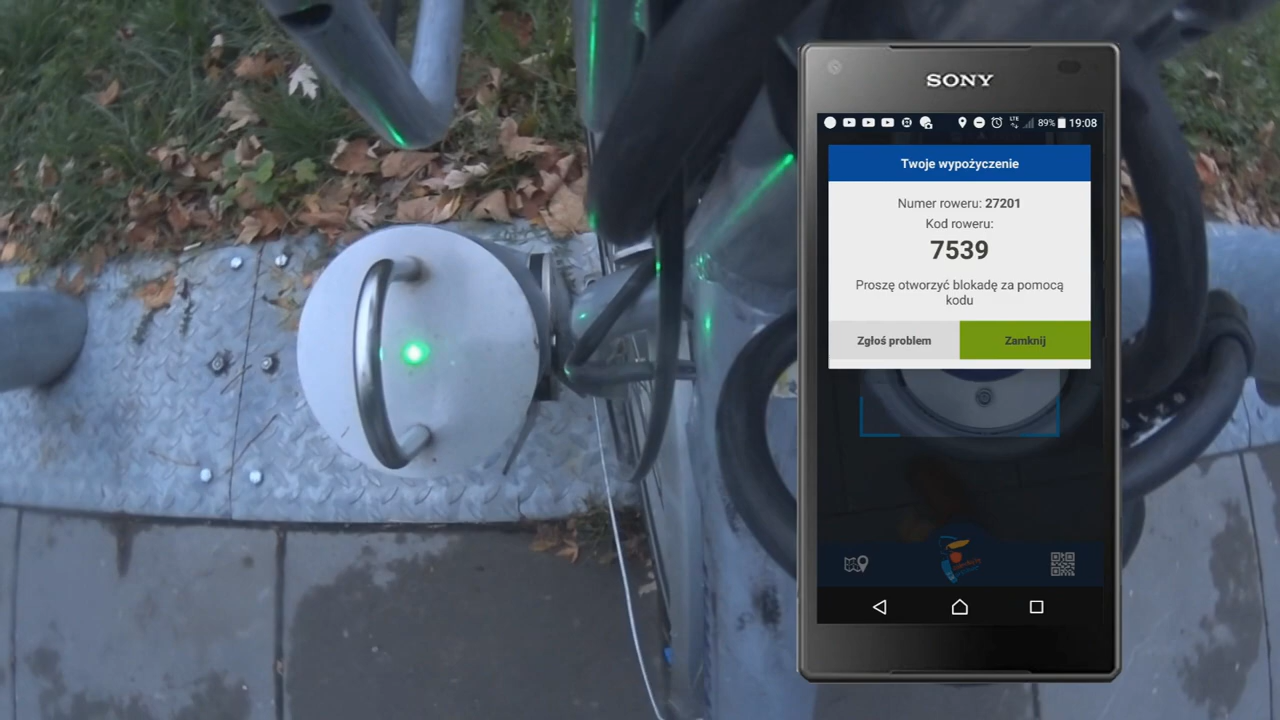 SONY
LTE
89%
19:08
Twoje wypożyczenie
Numer roweru: 27201
Kod roweru:
7539
Proszę otworzyć blokadę za pomocą
kodu
Zgłoś problem
Zamknij